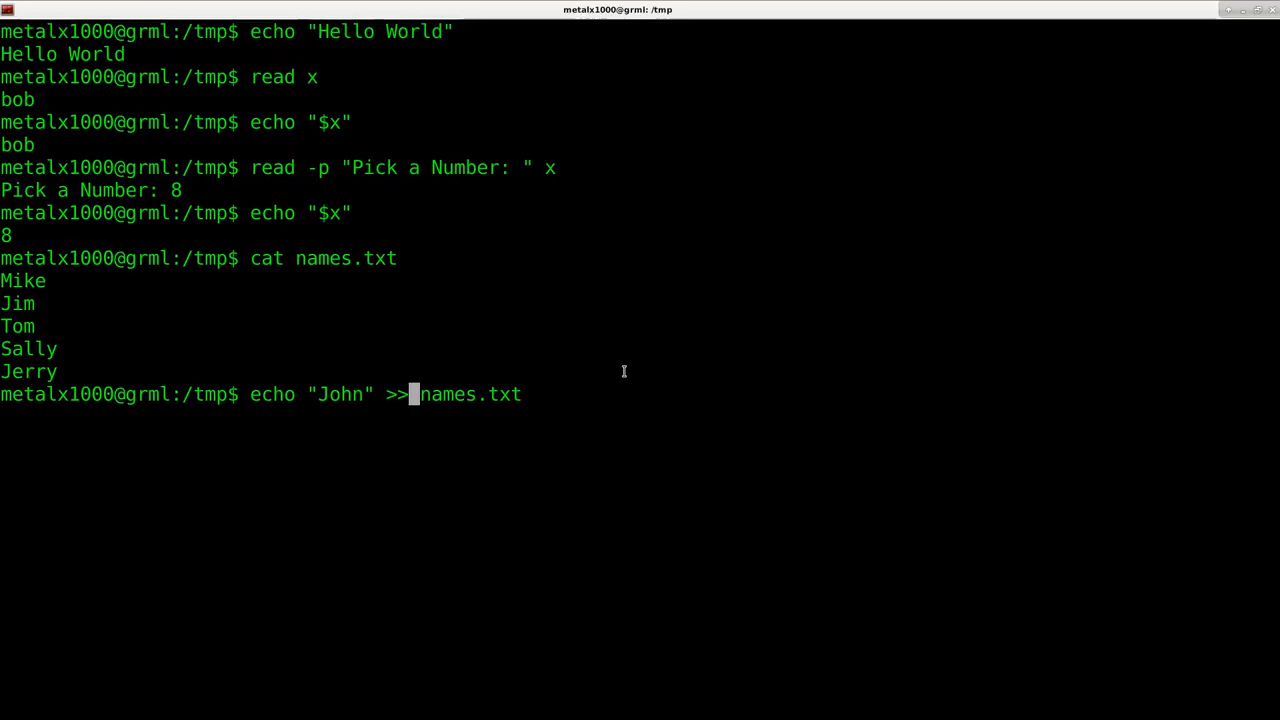 metalx1000@grml: /tmp
metalx1000@grml:/tmp$ echo "Hello World"
Hello World
metalx1000@grml:/tmp$ read x
bob
metalx1000@grml:/tmp$ echo "$x"
bob
metalx1000@grml:/tmp$ read -p "Pick a Number: " x
Pick a Number: 8
metalx1000@grml:/tmp$ echo "$x"
8
metalx1000@grml:/tmp$ cat names.txt
Mike
Jim
Tom
Sally
Jerry
metalx1000@grml:/tmp$ echo "John" >> names.txt